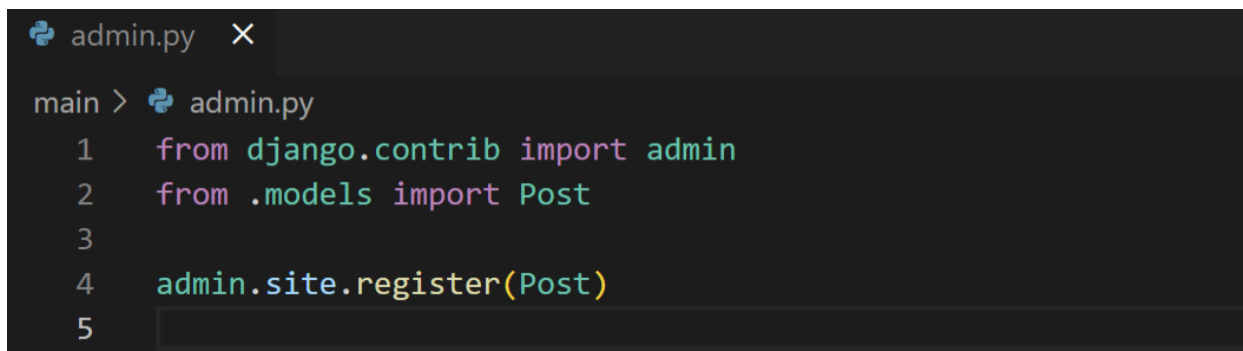 admin.py ×
main > admin.py
1 from django.contrib import admin
2 from .models import Post
3
4 admin.site.register(Post)
5